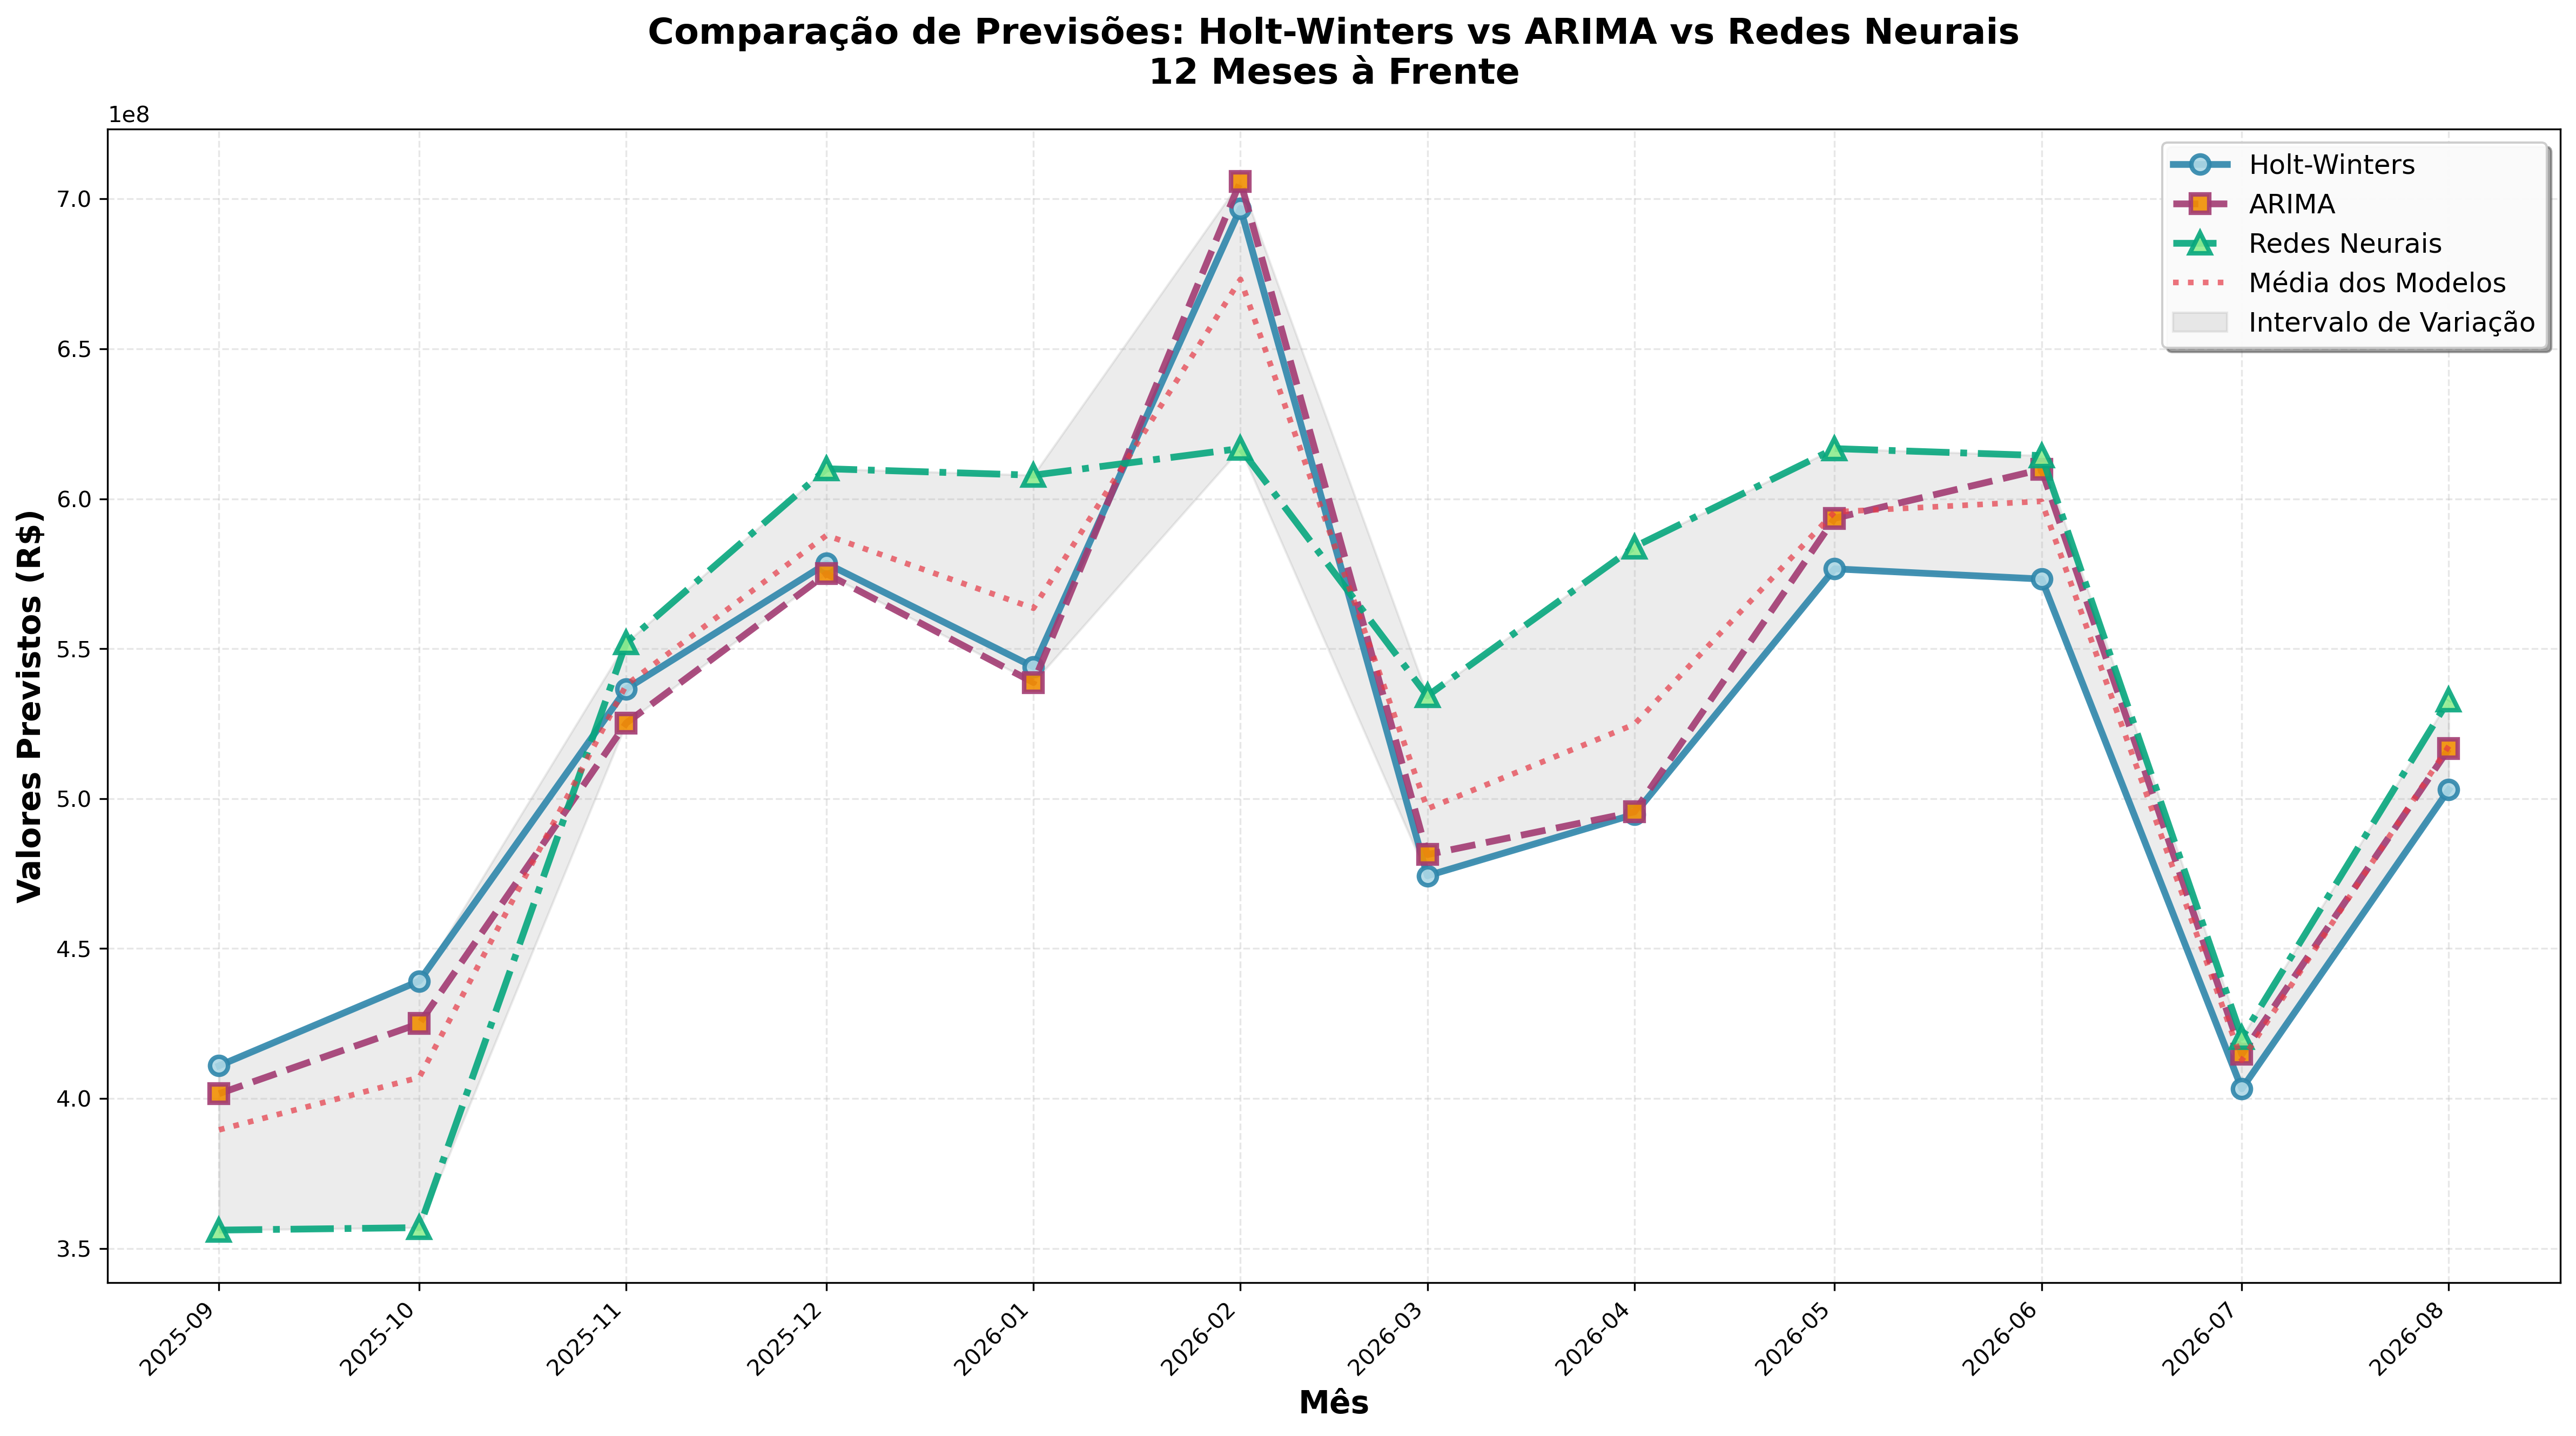 Comparação de Previsões: Holt-Winters vs ARIMA vs Redes Neurais
12 Meses à Frente
1e8
Holt-Winters
ARIMA
Redes Neurais
Média dos Modelos
Intervalo de Variação
7.0
6.5
6.0
5.5
5.0
4.5
4.0
3.5
Valores Previstos (R$)
2025-09
2025-10
2025-11
2025-12
2026-01
2026-02
2026-03
2026-04
2026-05
2026-06
2026-07
2026-08
Mês